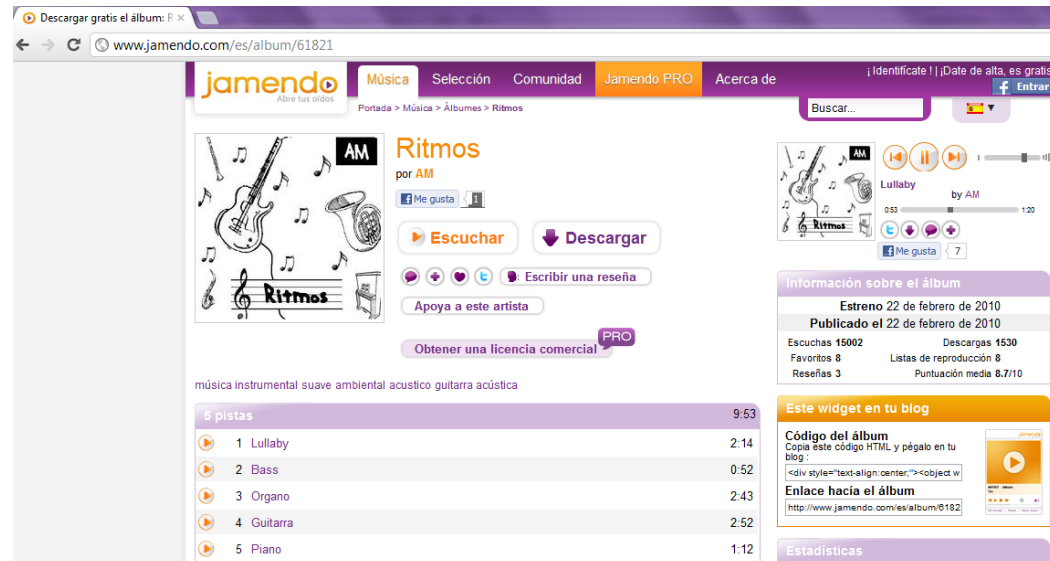 Descargar gratis el álbum: R
www.jamendo.com/es/album/61821
jamendo
Abre tus oídos
Música Selección Comunidad Jamendo PRO Acerca de
¡Identifícate ! | ¡Date de alta, es gratis
Entrar
Portada > Música > Álbumes > Ritmos
Buscar...
AM
Ritmos
Ritmos
por AM
Me gusta 1
Escuchar Descargar
Escribir una reseña
Apoya a este artista
Obtener una licencia comercial PRO
música instrumental suave ambiental acustico guitarra acústica
5 pistas 9:53
1 Lullaby 2:14
2 Bass 0:52
3 Organo 2:43
4 Guitarra 2:52
5 Piano 1:12
AM
Ritmos
Lullaby
by AM
0:53 1:20
Me gusta 7
Información sobre el álbum
Estreno 22 de febrero de 2010
Publicado el 22 de febrero de 2010
Escuchas 15002 Descargas 1530
Favoritos 8 Listas de reproducción 8
Reseñas 3 Puntuación media 8.7/10
Este widget en tu blog
Código del álbum
Copia este código HTML y pégalo en tu
blog :
<div style="text-align:center;"><object w
Enlace hacía el álbum
http://www.jamendo.com/es/album/6182
jamendo
Estadísticas